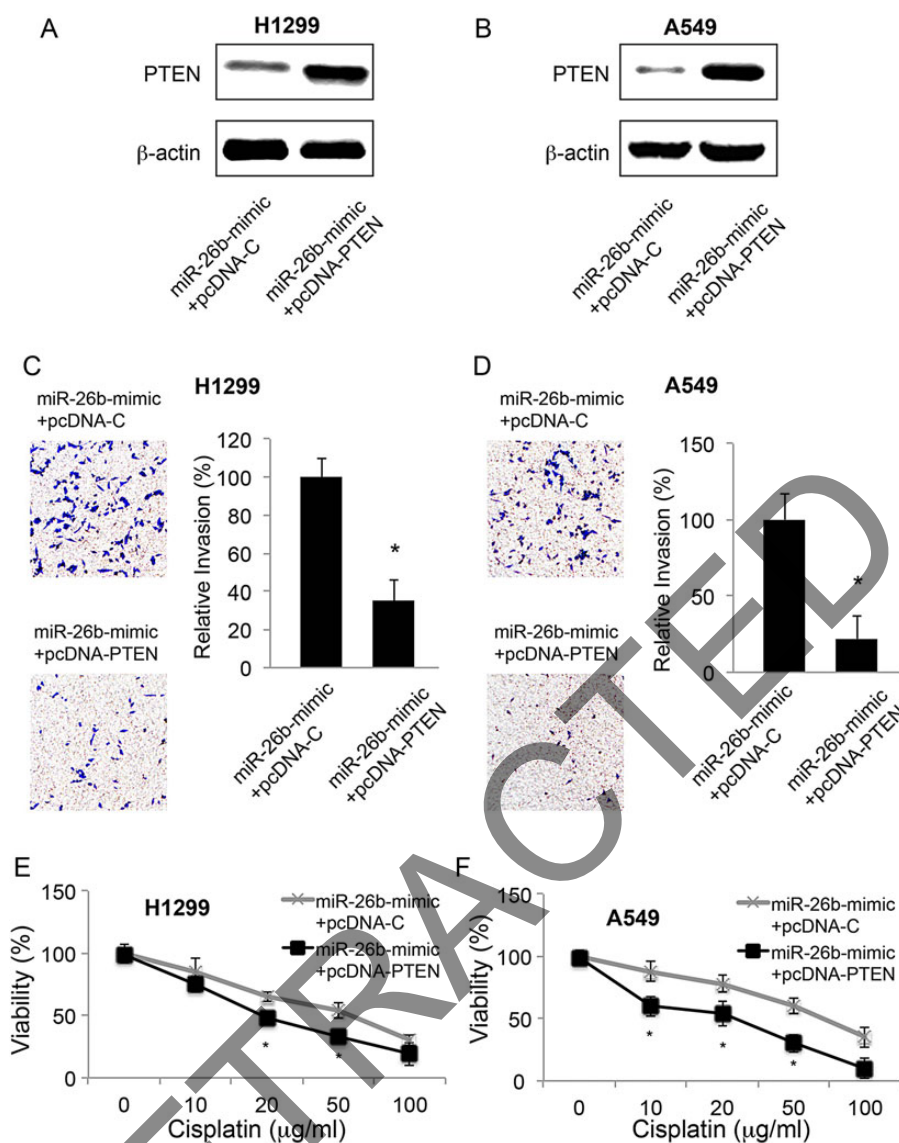 A
H1299
PTEN
β-actin
miR-26b-mimic
+pcDNA-C
miR-26b-mimic
+pcDNA-PTEN
B
A549
PTEN
β-actin
miR-26b-mimic
+pcDNA-C
miR-26b-mimic
+pcDNA-PTEN
C
H1299
miR-26b-mimic
+pcDNA-C
miR-26b-mimic
+pcDNA-PTEN
Relative Invasion (%)
120
100
80
60
40
20
0
*
miR-26b-mimic
+pcDNA-C
miR-26b-mimic
+pcDNA-PTEN
D
A549
miR-26b-mimic
+pcDNA-C
miR-26b-mimic
+pcDNA-PTEN
Relative Invasion (%)
150
100
50
0
*
miR-26b-mimic
+pcDNA-C
miR-26b-mimic
+pcDNA-PTEN
E
H1299
miR-26b-mimic
+pcDNA-C
miR-26b-mimic
+pcDNA-PTEN
Viability (%)
150
100
50
0
* *
0 10 20 50 100
Cisplatin (μg/ml)
F
A549
miR-26b-mimic
+pcDNA-C
miR-26b-mimic
+pcDNA-PTEN
Viability (%)
150
100
50
0
* * *
0 10 20 50 100
Cisplatin (μg/ml)
TRACTED